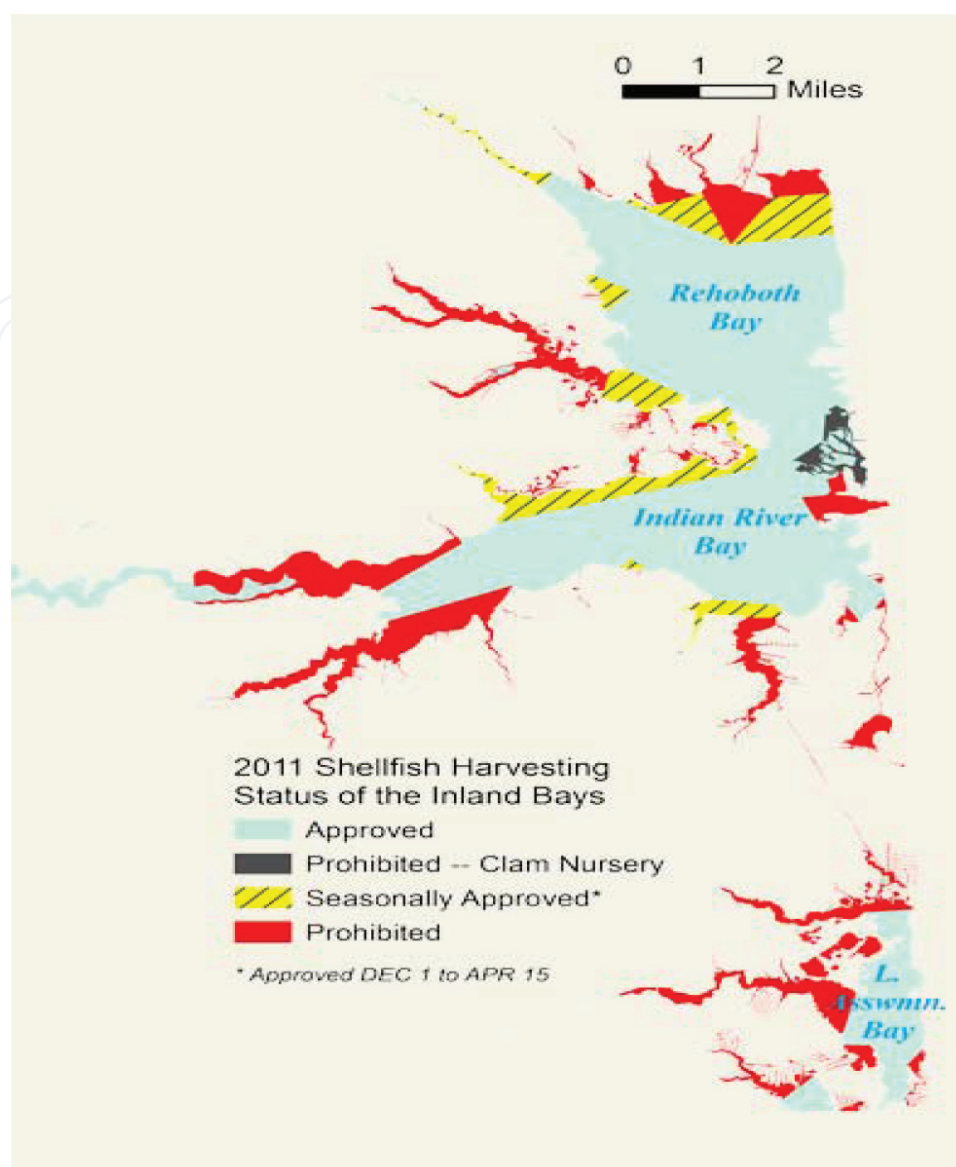 0 1 2
Miles
Rehoboth
Bay
Indian River
Bay
2011 Shellfish Harvesting
Status of the Inland Bays
Approved
Prohibited -- Clam Nursery
Seasonally Approved*
Prohibited
* Approved DEC 1 to APR 15
L.
Asswmn.
Bay